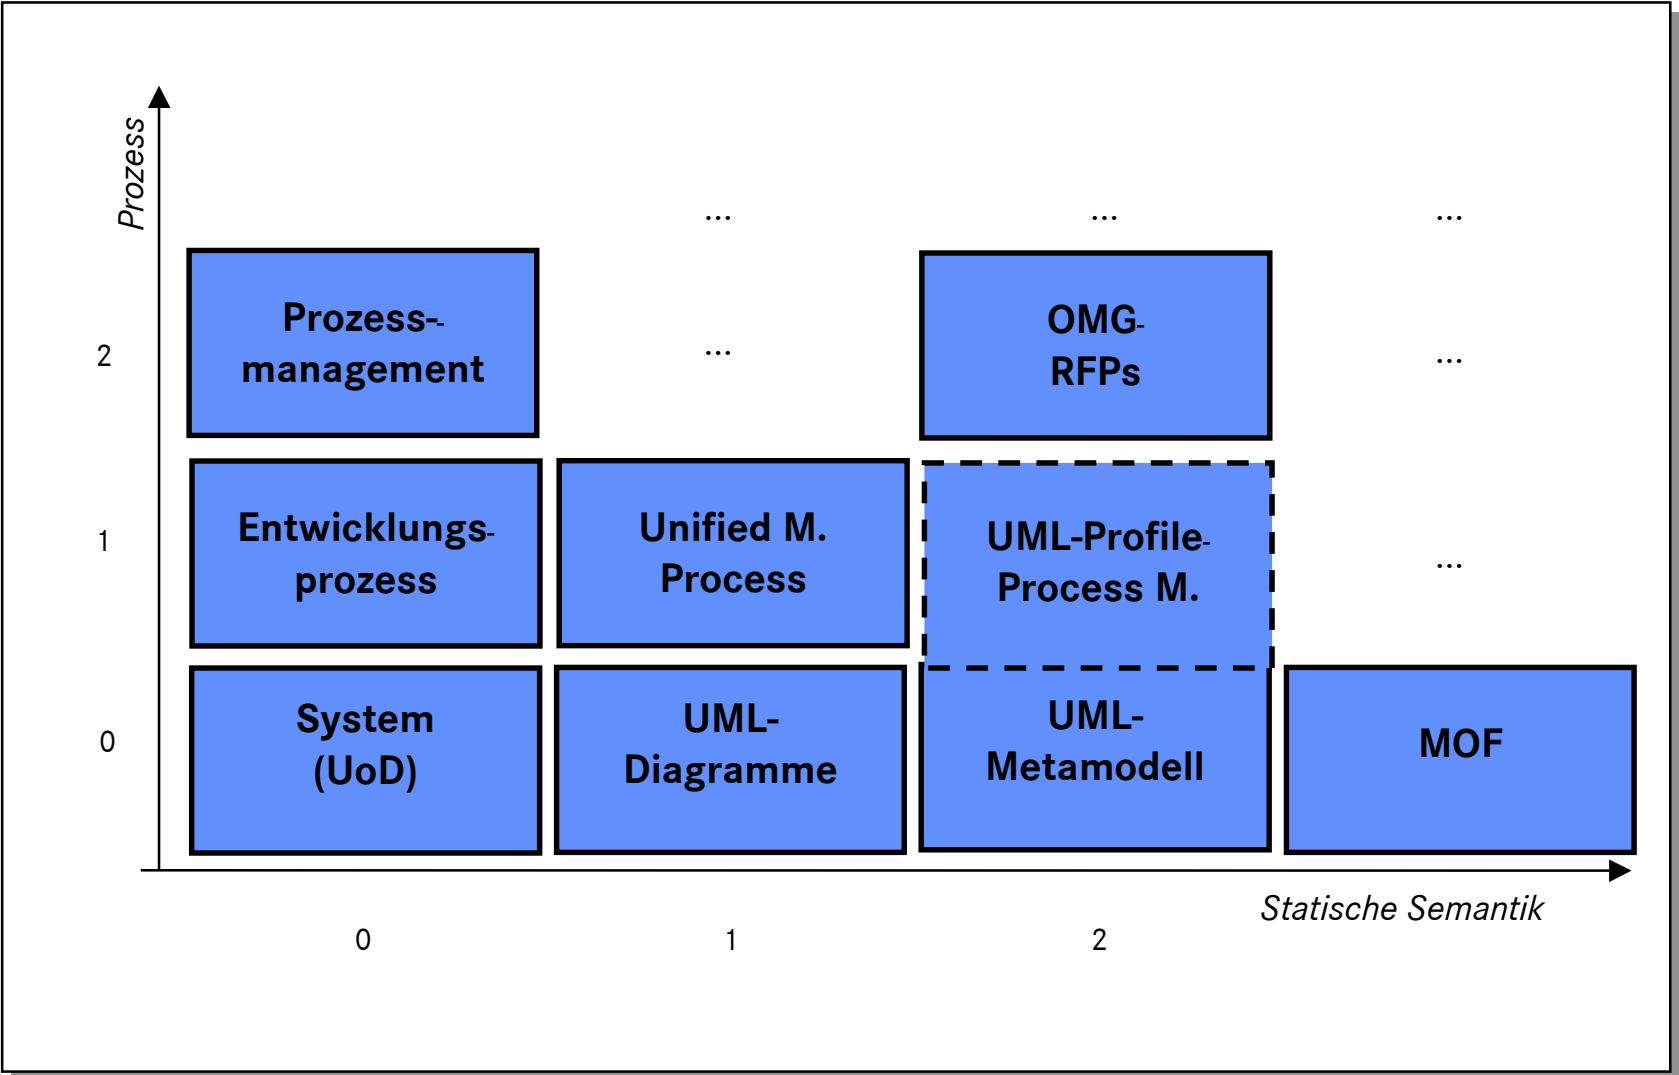 Prozess
... ... ...
2
Prozess--
management
...
OMG-
RFPs
...
1
Entwicklungs-
prozess
Unified M.
Process
UML-Profile-
Process M.
...
0
System
(UoD)
UML-
Diagramme
UML-
Metamodell
MOF
Statische Semantik
0 1 2